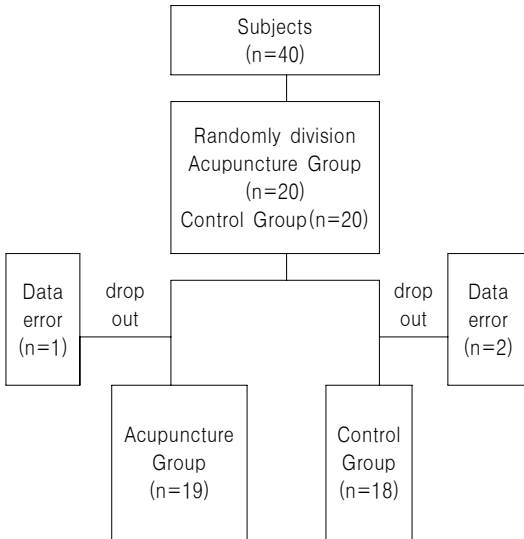 Subjects
(n=40)
Randomly division
Acupuncture Group
(n=20)
Control Group(n=20)
Data
error
(n=1)
drop
out
drop
out
Data
error
(n=2)
Acupuncture
Group
(n=19)
Control
Group
(n=18)